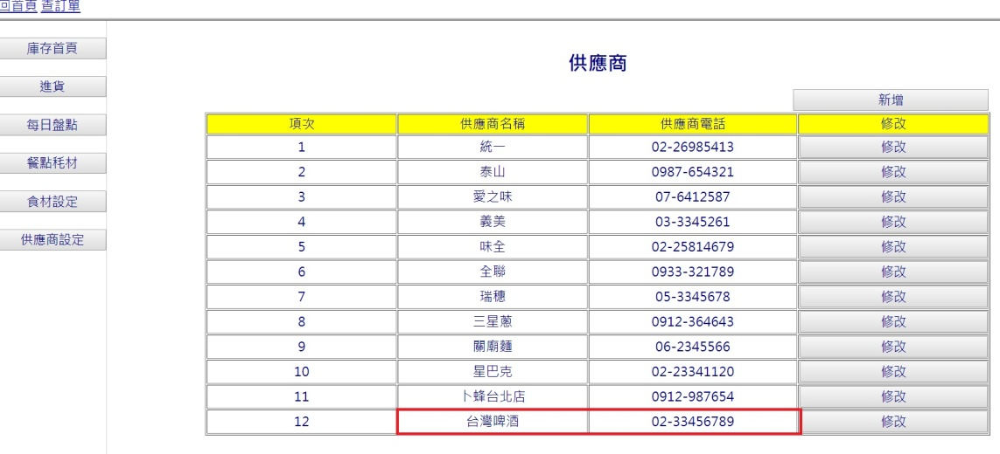 回首頁 查訂單
庫存首頁
進貨
每日盤點
餐點耗材
食材設定
供應商設定
供應商
新增
項次 供應商名稱 供應商電話 修改
1 統一 02-26985413 修改
2 泰山 0987-654321 修改
3 愛之味 07-6412587 修改
4 義美 03-3345261 修改
5 味全 02-25814679 修改
6 全聯 0933-321789 修改
7 瑞穗 05-3345678 修改
8 三星蔥 0912-364643 修改
9 關廟麵 06-2345566 修改
10 星巴克 02-23341120 修改
11 卜蜂台北店 0912-987654 修改
12 台灣啤酒 02-33456789 修改